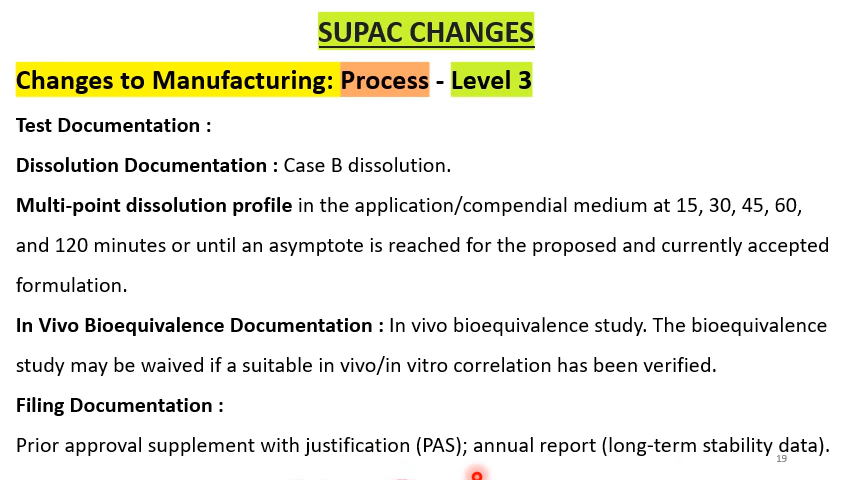 SUPAC CHANGES
Changes to Manufacturing: Process - Level 3
Test Documentation :
Dissolution Documentation : Case B dissolution.
Multi-point dissolution profile in the application/compendial medium at 15, 30, 45, 60,
and 120 minutes or until an asymptote is reached for the proposed and currently accepted
formulation.
In Vivo Bioequivalence Documentation : In vivo bioequivalence study. The bioequivalence
study may be waived if a suitable in vivo/in vitro correlation has been verified.
Filing Documentation :
Prior approval supplement with justification (PAS); annual report (long-term stability data).
19